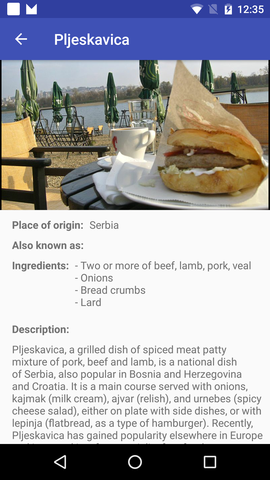 12:35
Pljeskavica
Place of origin: Serbia
Also known as:
Ingredients: - Two or more of beef, lamb, pork, veal
- Onions
- Bread crumbs
- Lard
Description:
Pljeskavica, a grilled dish of spiced meat patty
mixture of pork, beef and lamb, is a national dish
of Serbia, also popular in Bosnia and Herzegovina
and Croatia. It is a main course served with onions,
kajmak (milk cream), ajvar (relish), and urnebes (spicy
cheese salad), either on plate with side dishes, or with
lepinja (flatbread, as a type of hamburger). Recently,
Pljeskavica has gained popularity elsewhere in Europe